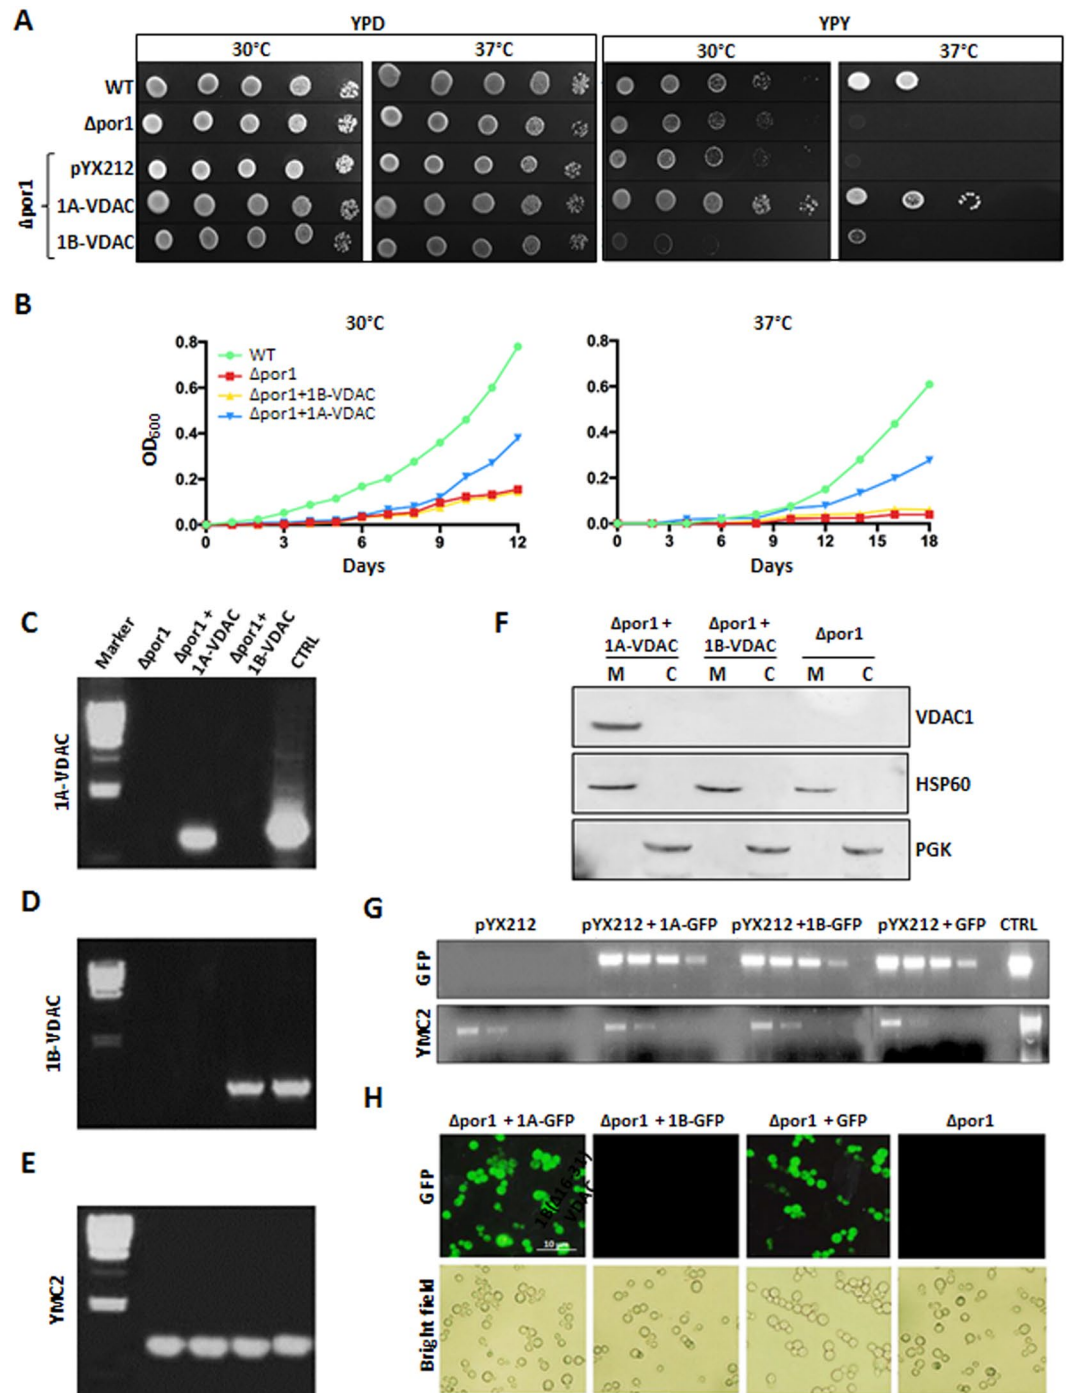 A
YPD
YPY
30°C
37°C
30°C
37°C
WT
Δpor1
pYX212
1A-VDAC
1B-VDAC
Δpor1
B
30°C
37°C
0.8
0.6
0.4
0.2
0.0
OD600
WT
Δpor1
Δpor1+1B-VDAC
Δpor1+1A-VDAC
0 3 6 9 12
Days
0.8
0.6
0.4
0.2
0.0
0 3 6 9 12 15 18
Days
C
Marker
Δpor1
Δpor1 +
1A-VDAC
Δpor1+
1B-VDAC
CTRL
1A-VDAC
D
1B-VDAC
E
YMC2
F
Δpor1 +
1A-VDAC
Δpor1 +
1B-VDAC
Δpor1
M C M C M C
VDAC1
HSP60
PGK
G
pYX212
pYX212 + 1A-GFP
pYX212 +1B-GFP
pYX212 + GFP
CTRL
GFP
YMC2
H
Δpor1 + 1A-GFP
Δpor1 + 1B-GFP
Δpor1 + GFP
Δpor1
GFP
1B(Δ16-31)
VDAC
10
Bright field